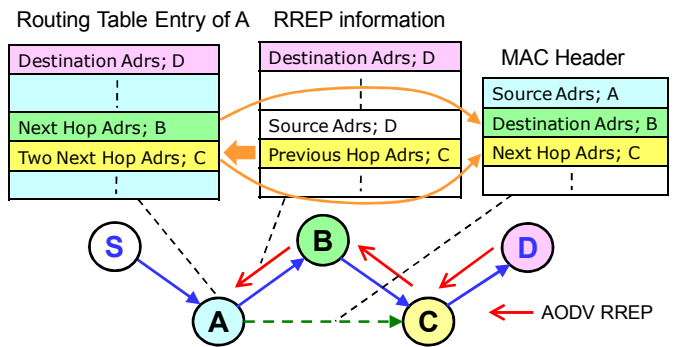 Routing Table Entry of A
RREP information
MAC Header
Destination Adrs; D
Next Hop Adrs; B
Two Next Hop Adrs; C
Destination Adrs; D
Source Adrs; D
Previous Hop Adrs; C
Source Adrs; A
Destination Adrs; B
Next Hop Adrs; C
S
B
D
A
C
AODV RREP